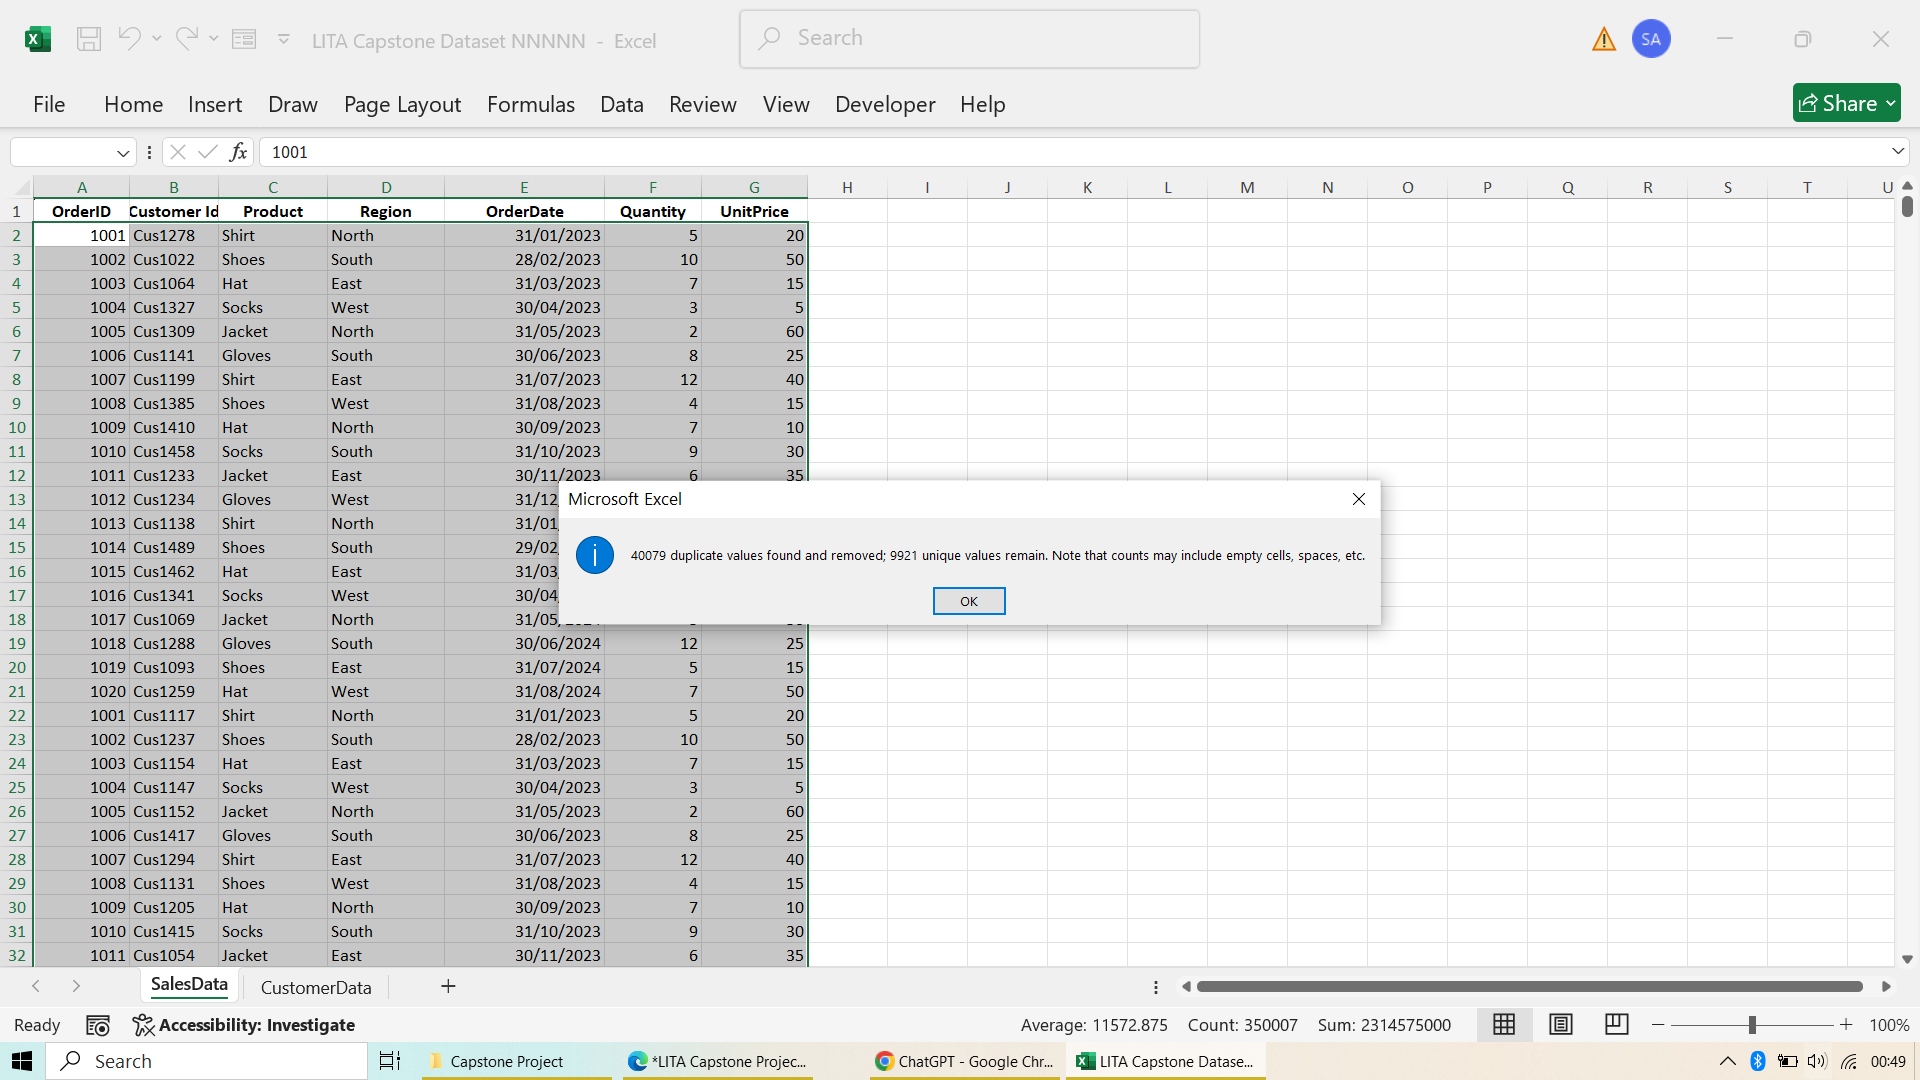 LITA Capstone Dataset NNNNN - Excel
Search
SA
File Home Insert Draw Page Layout Formulas Data Review View Developer Help
Share
fx 1001
A B C D E F G H I J K L M N O P Q R S T U
1 OrderID Customer Id Product Region OrderDate Quantity UnitPrice
2 1001 Cus1278 Shirt North 31/01/2023 5 20
3 1002 Cus1022 Shoes South 28/02/2023 10 50
4 1003 Cus1064 Hat East 31/03/2023 7 15
5 1004 Cus1327 Socks West 30/04/2023 3 5
6 1005 Cus1309 Jacket North 31/05/2023 2 60
7 1006 Cus1141 Gloves South 30/06/2023 8 25
8 1007 Cus1199 Shirt East 31/07/2023 12 40
9 1008 Cus1385 Shoes West 31/08/2023 4 15
10 1009 Cus1410 Hat North 30/09/2023 7 10
11 1010 Cus1458 Socks South 31/10/2023 9 30
12 1011 Cus1233 Jacket East 30/11/2023 6 35
13 1012 Cus1234 Gloves West 31/12
14 1013 Cus1138 Shirt North 31/01
15 1014 Cus1489 Shoes South 29/02
16 1015 Cus1462 Hat East 31/03
17 1016 Cus1341 Socks West 30/04
18 1017 Cus1069 Jacket North 31/05
19 1018 Cus1288 Gloves South 30/06/2024 12 25
20 1019 Cus1093 Shoes East 31/07/2024 5 15
21 1020 Cus1259 Hat West 31/08/2024 7 50
22 1001 Cus1117 Shirt North 31/01/2023 5 20
23 1002 Cus1237 Shoes South 28/02/2023 10 50
24 1003 Cus1154 Hat East 31/03/2023 7 15
25 1004 Cus1147 Socks West 30/04/2023 3 5
26 1005 Cus1152 Jacket North 31/05/2023 2 60
27 1006 Cus1417 Gloves South 30/06/2023 8 25
28 1007 Cus1294 Shirt East 31/07/2023 12 40
29 1008 Cus1131 Shoes West 31/08/2023 4 15
30 1009 Cus1205 Hat North 30/09/2023 7 10
31 1010 Cus1415 Socks South 31/10/2023 9 30
32 1011 Cus1054 Jacket East 30/11/2023 6 35
Microsoft Excel
40079 duplicate values found and removed; 9921 unique values remain. Note that counts may include empty cells, spaces, etc.
OK
SalesData CustomerData
Ready Accessibility: Investigate Average: 11572.875 Count: 350007 Sum: 2314575000 100%
Search Capstone Project *LITA Capstone Projec... ChatGPT - Google Chr... LITA Capstone Datase... 00:49